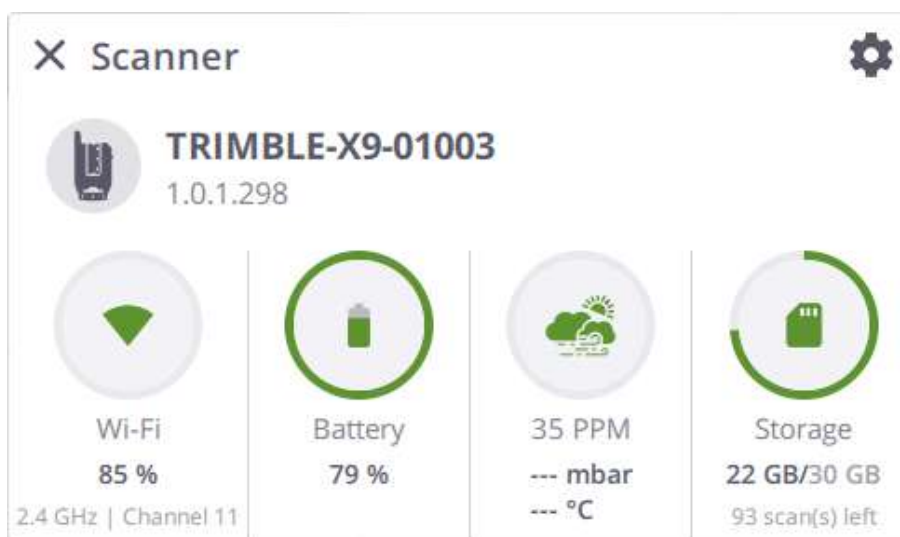 Scanner
TRIMBLE-X9-01003
1.0.1.298
Wi-Fi
85 %
2.4 GHz | Channel 11
Battery
79 %
35 PPM
--- mbar
--- °C
Storage
22 GB/30 GB
93 scan(s) left